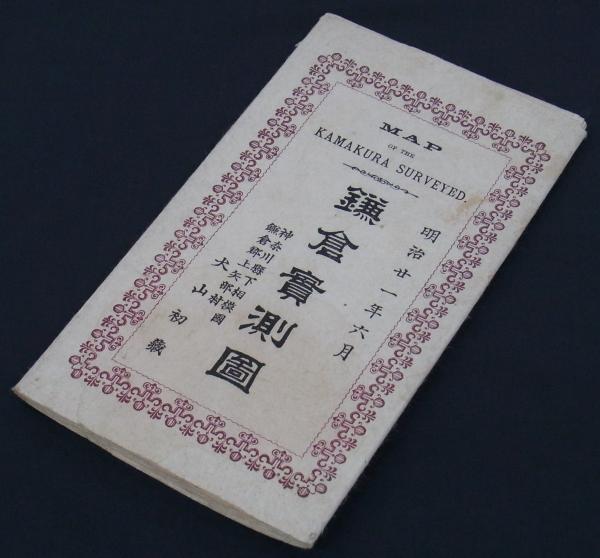 MAP
OF THE
KAMAKURA SURVEYED
明治廿一年六月
鎌倉實測圖
神奈川縣下相模國
鎌倉郡上矢部村
犬山初藏